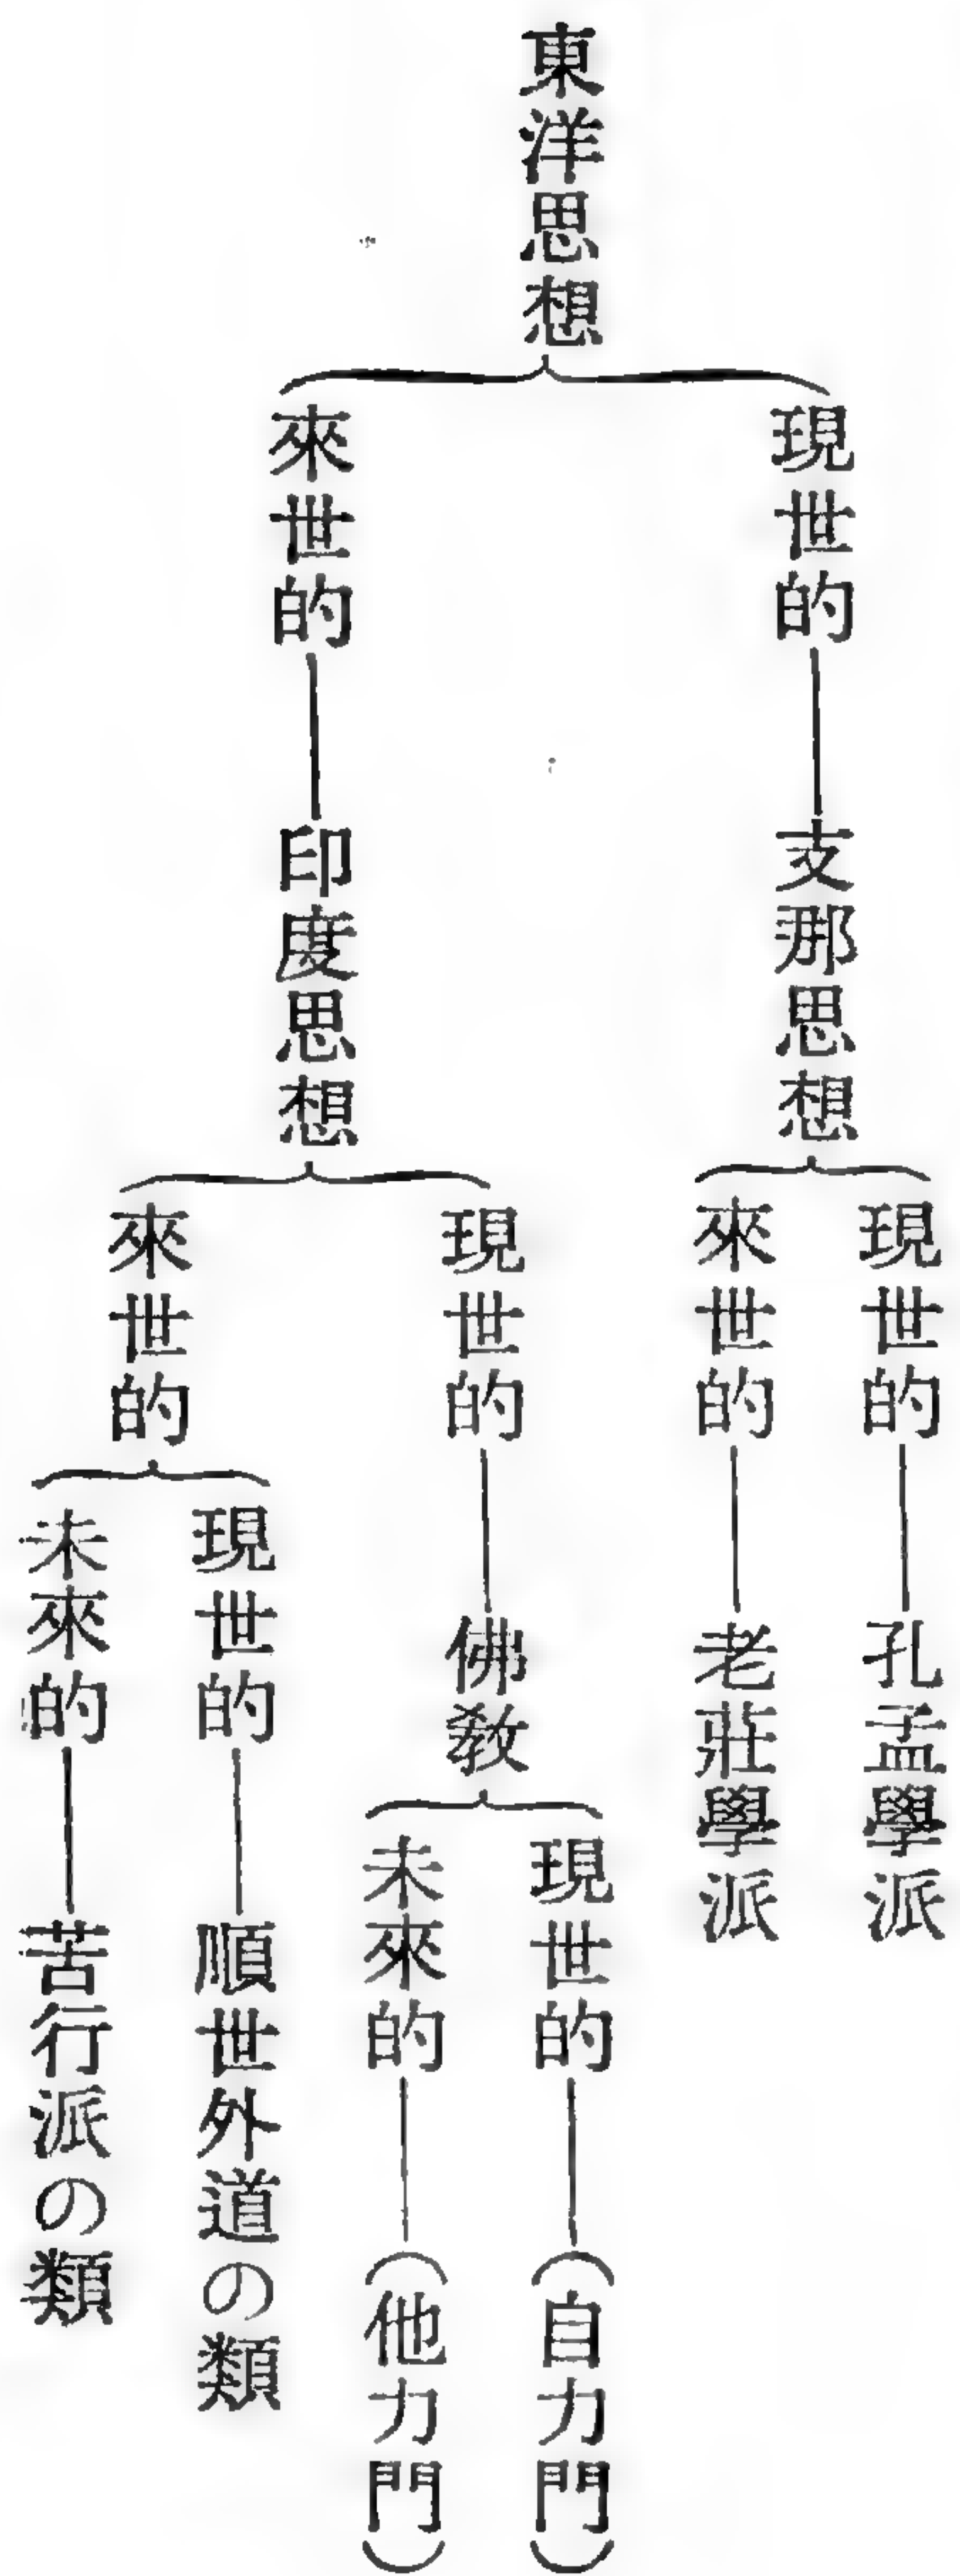 東洋思想
現世的
支那思想
現世的
孔孟學派
來世的
老莊學派
來世的
印度思想
現世的
佛教
現世的
(自力門)
未來的
(他力門)
來世的
現世的
順世外道の類
未來的
苦行派の類